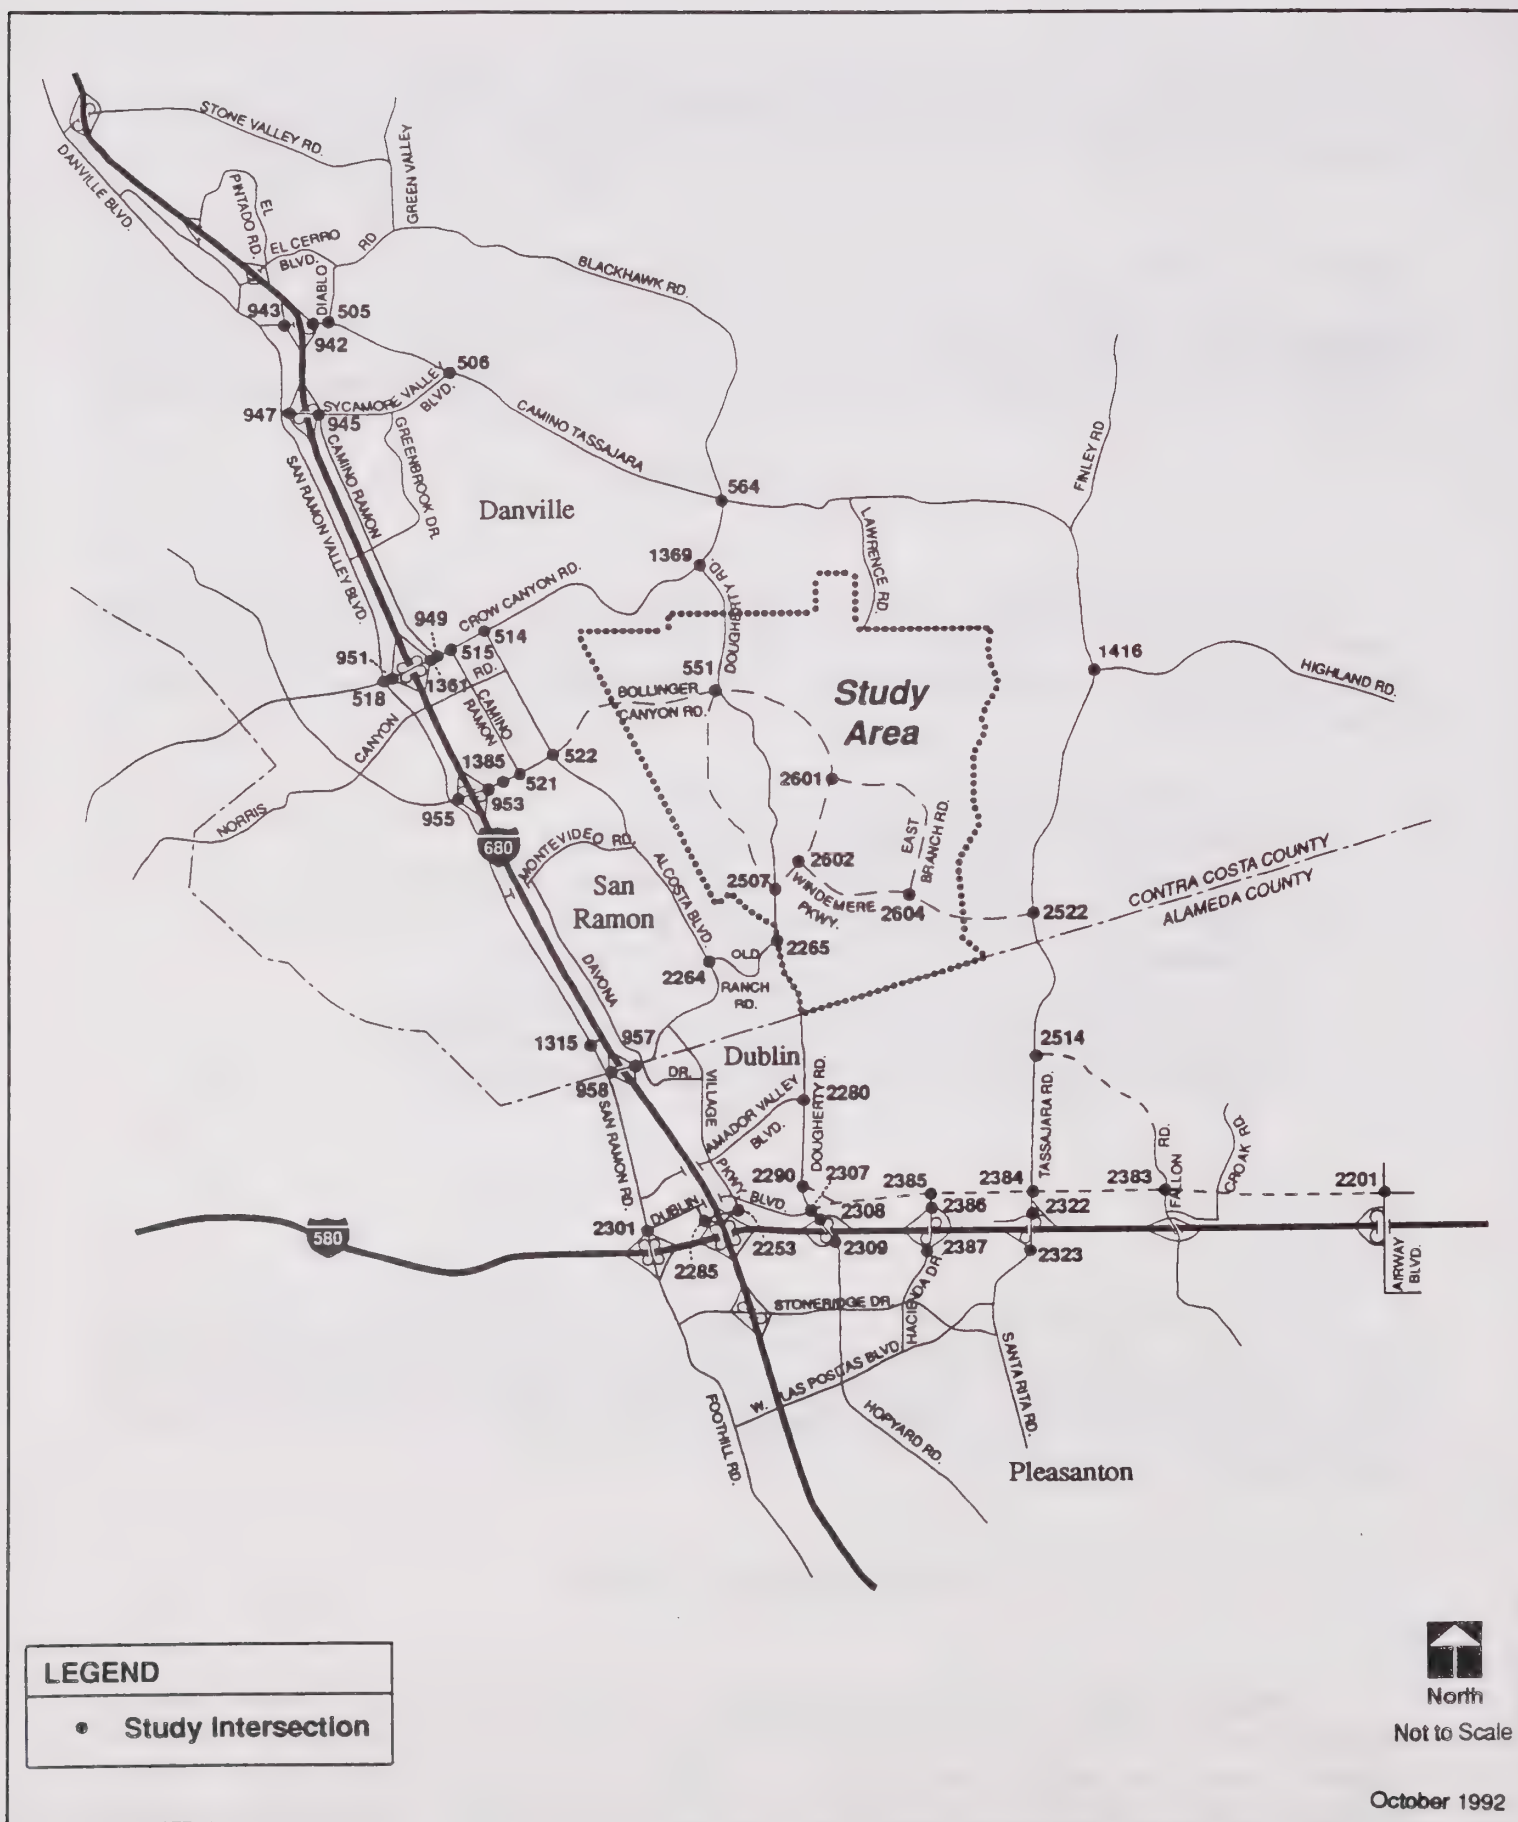 STONE VALLEY RD.
GREEN VALLEY
RD
DANVILLE BLVD.
EL
PINTADO RD.
EL CERRO
BLVD.
DIABLO
BLACKHAWK RD.
943
505
942
506
SYCAMORE VALLEY
BLVD.
947
945
CAMINO TASSAJARA
GREENBROOK DR.
CAMINO RAMON
SAN RAMON VALLEY BLVD.
FINLEY RD
Danville
564
LAWRENCE RD.
1369
DOUGHERTY RD.
CROW CANYON RD.
949
514
515
951
RD.
1361
518
CANYON
NORRIS
CAMINO
RAMON
551
BOLLINGER
CANYON RD.
Study
Area
1416
HIGHLAND RD.
522
1385
521
953
955
2601
680
MONTEVIDEO RD.
EAST
BRANCH RD.
2602
San
Ramon
ALCOSTA BLVD.
2507
WINDEMERE
PKWY.
2604
2522
CONTRA COSTA COUNTY
ALAMEDA COUNTY
2265
OLD
RANCH
RD.
2264
DAVONA
DR.
1315
957
958
Dublin
2514
VILLAGE
PKWY
AMADOR VALLEY
BLVD.
2280
DOUGHERTY RD.
TASSAJARA RD.
SAN RAMON RD.
FALLON
RD.
CROAK RD.
2290
2307
2385
2384
2383
2201
DUBLIN
BLVD.
2308
2386
2322
2301
580
2285
2253
2309
2387
2323
AIRWAY
BLVD.
STONERIDGE DR.
HACIENDA DR
W. LAS POSITAS BLVD.
SANTA RITA RD.
FOOTHILL RD.
HOPYARD RD.
Pleasanton
LEGEND
• Study Intersection
North
Not to Scale
October 1992